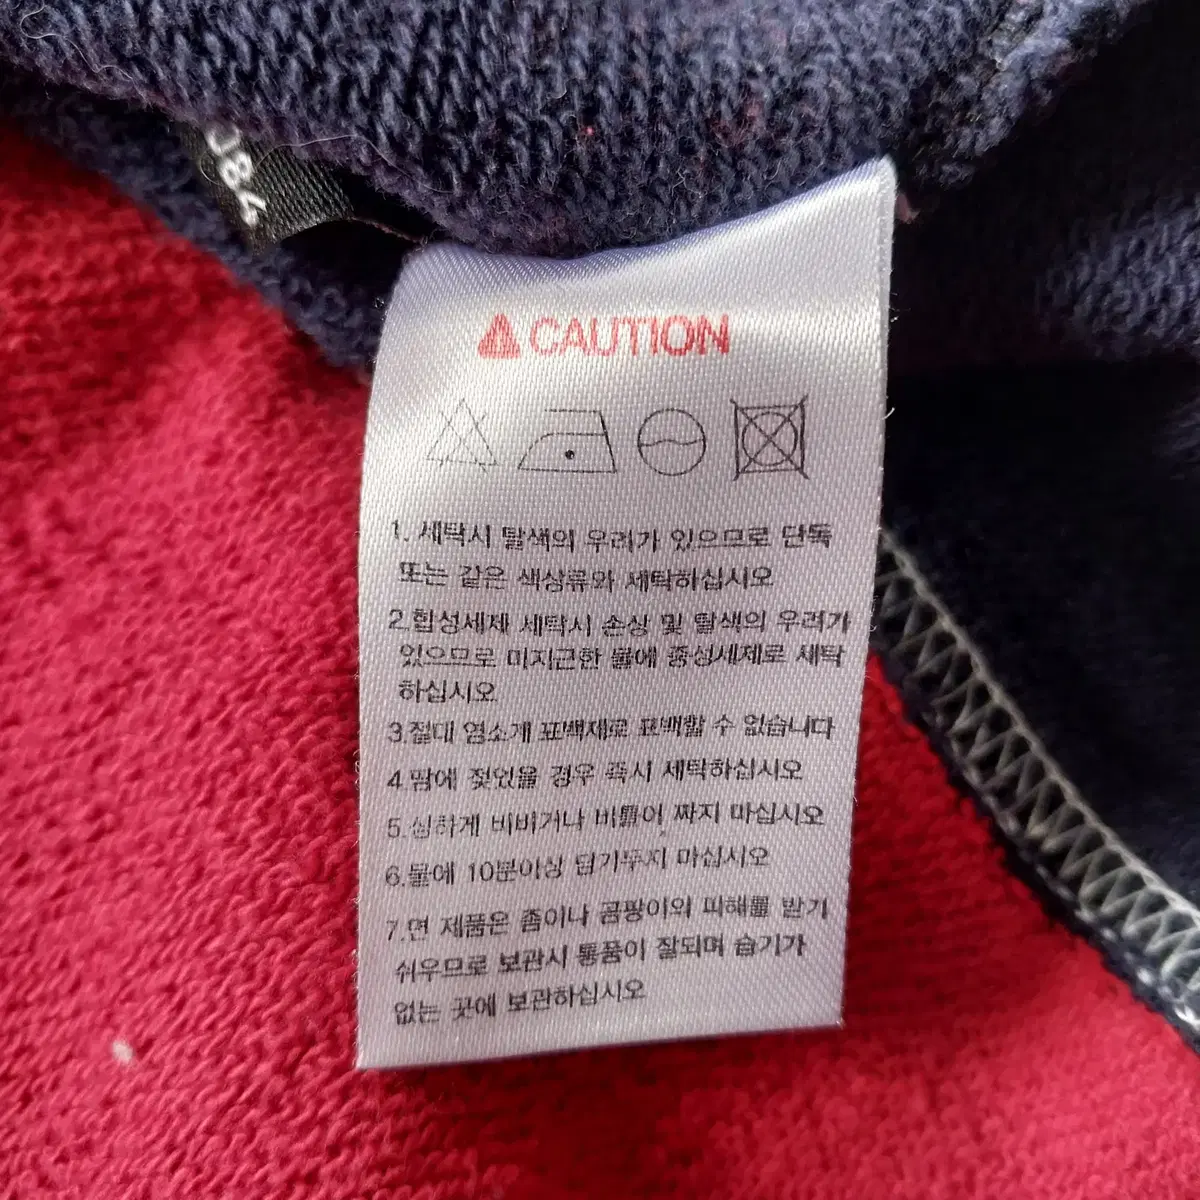 084
CAUTION
1. 세탁시 탈색의 우려가 있으므로 단독
또는 같은 색상류와 세탁하십시오
2.합성세제 세탁시 손상 및 탈색의 우려가
있으므로 미지근한 물에 중성세제로 세탁
하십시오
3.절대 염소계 표백제로 표백할 수 없습니다
4 땀에 젖었을 경우 즉시 세탁하십시오
5.심하게 비비거나 비틀어 짜지 마십시오
6.물에 10분이상 담가두지 마십시오
7.면 제품은 좀이나 곰팡이의 피해를 받기
쉬우므로 보관시 통품이 잘되며 습기가
없는 곳에 보관하십시오